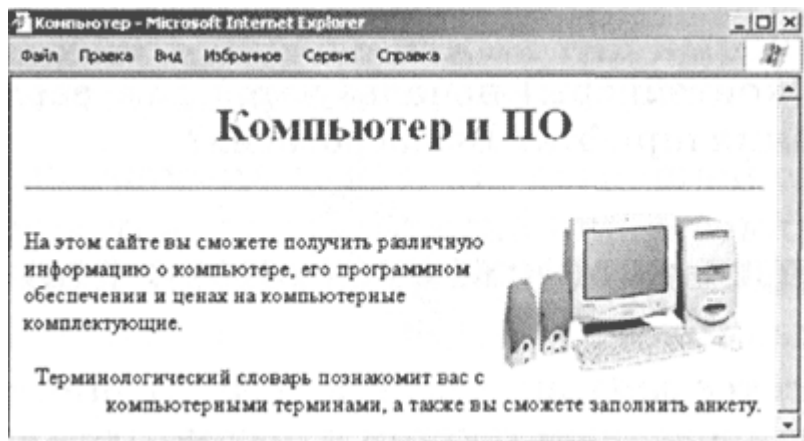 Компьютер - Microsoft Internet Explorer
Файл Правка Вид Избранное Сервис Справка
Компьютер и ПО
На этом сайте вы сможете получить различную
информацию о компьютере, его программном
обеспечении и ценах на компьютерные
комплектующие.
Терминологический словарь познакомит вас с
компьютерными терминами, а также вы сможете заполнить анкету.